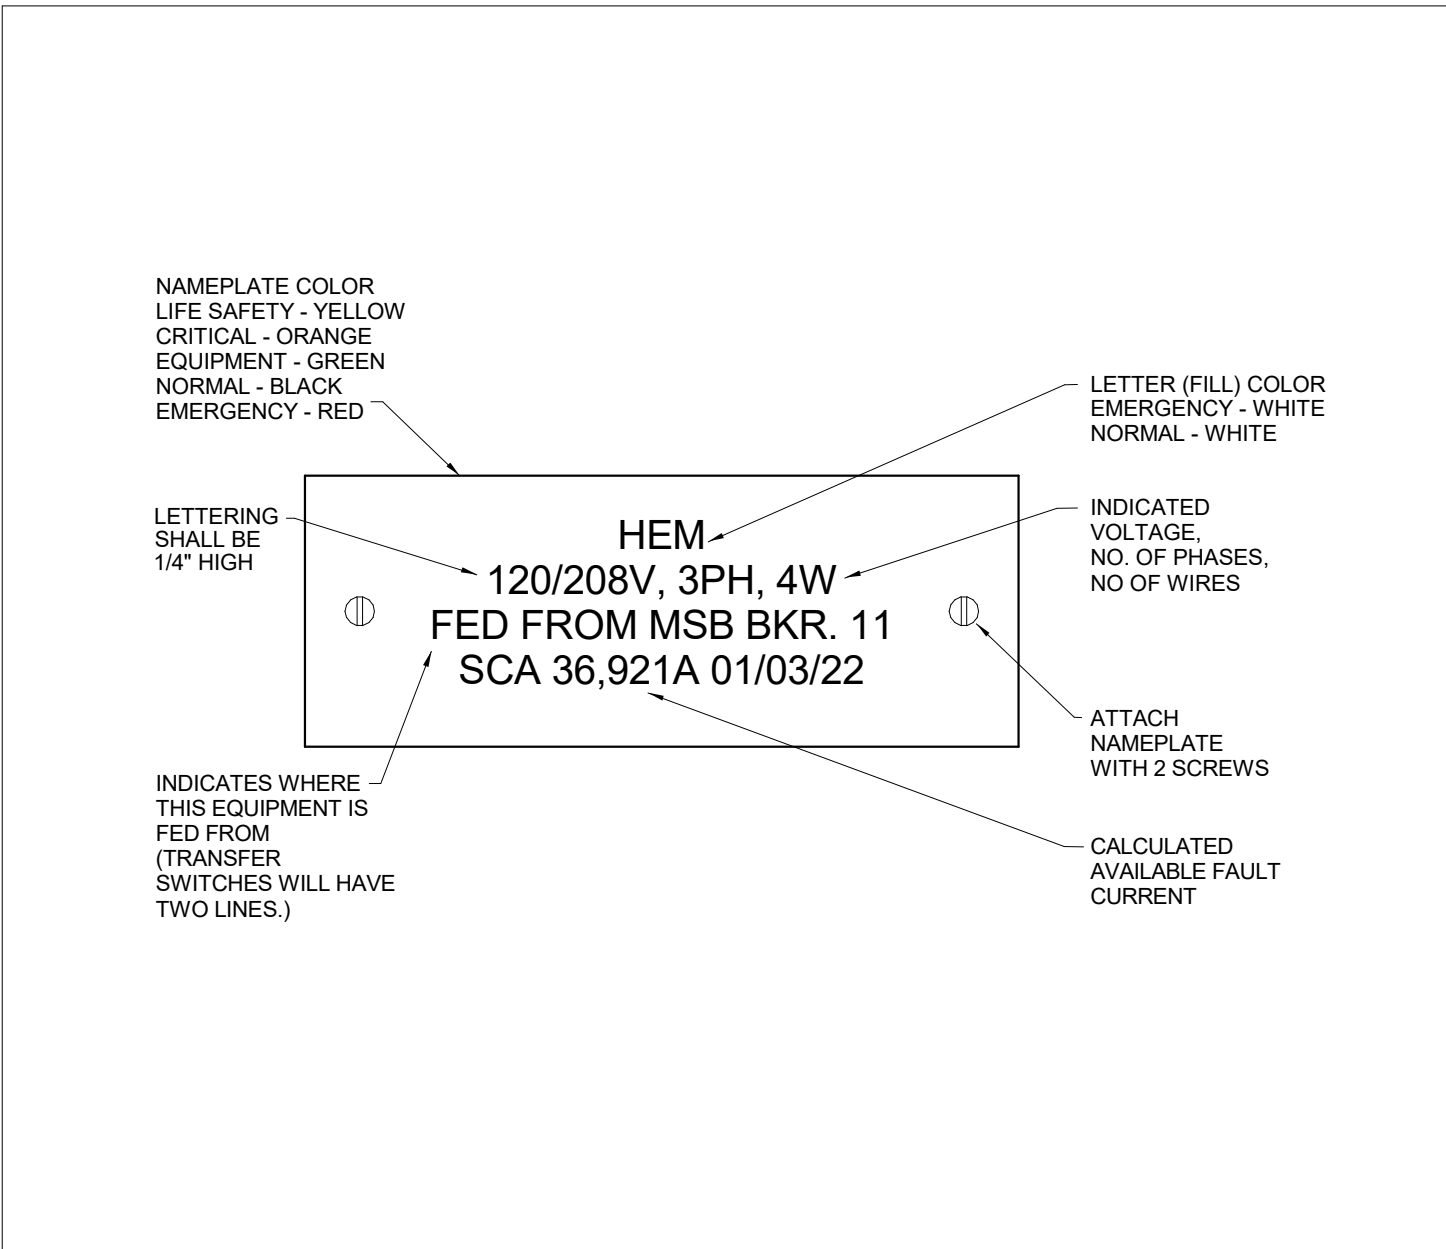 NAMEPLATE COLOR
LIFE SAFETY - YELLOW
CRITICAL - ORANGE
EQUIPMENT - GREEN
NORMAL - BLACK
EMERGENCY - RED
LETTER (FILL) COLOR
EMERGENCY - WHITE
NORMAL - WHITE
LETTERING
SHALL BE
1/4" HIGH
HEM
120/208V, 3PH, 4W
FED FROM MSB BKR. 11
SCA 36,921A 01/03/22
INDICATED
VOLTAGE,
NO. OF PHASES,
NO OF WIRES
ATTACH
NAMEPLATE
WITH 2 SCREWS
INDICATES WHERE
THIS EQUIPMENT IS
FED FROM
(TRANSFER
SWITCHES WILL HAVE
TWO LINES.)
CALCULATED
AVAILABLE FAULT
CURRENT